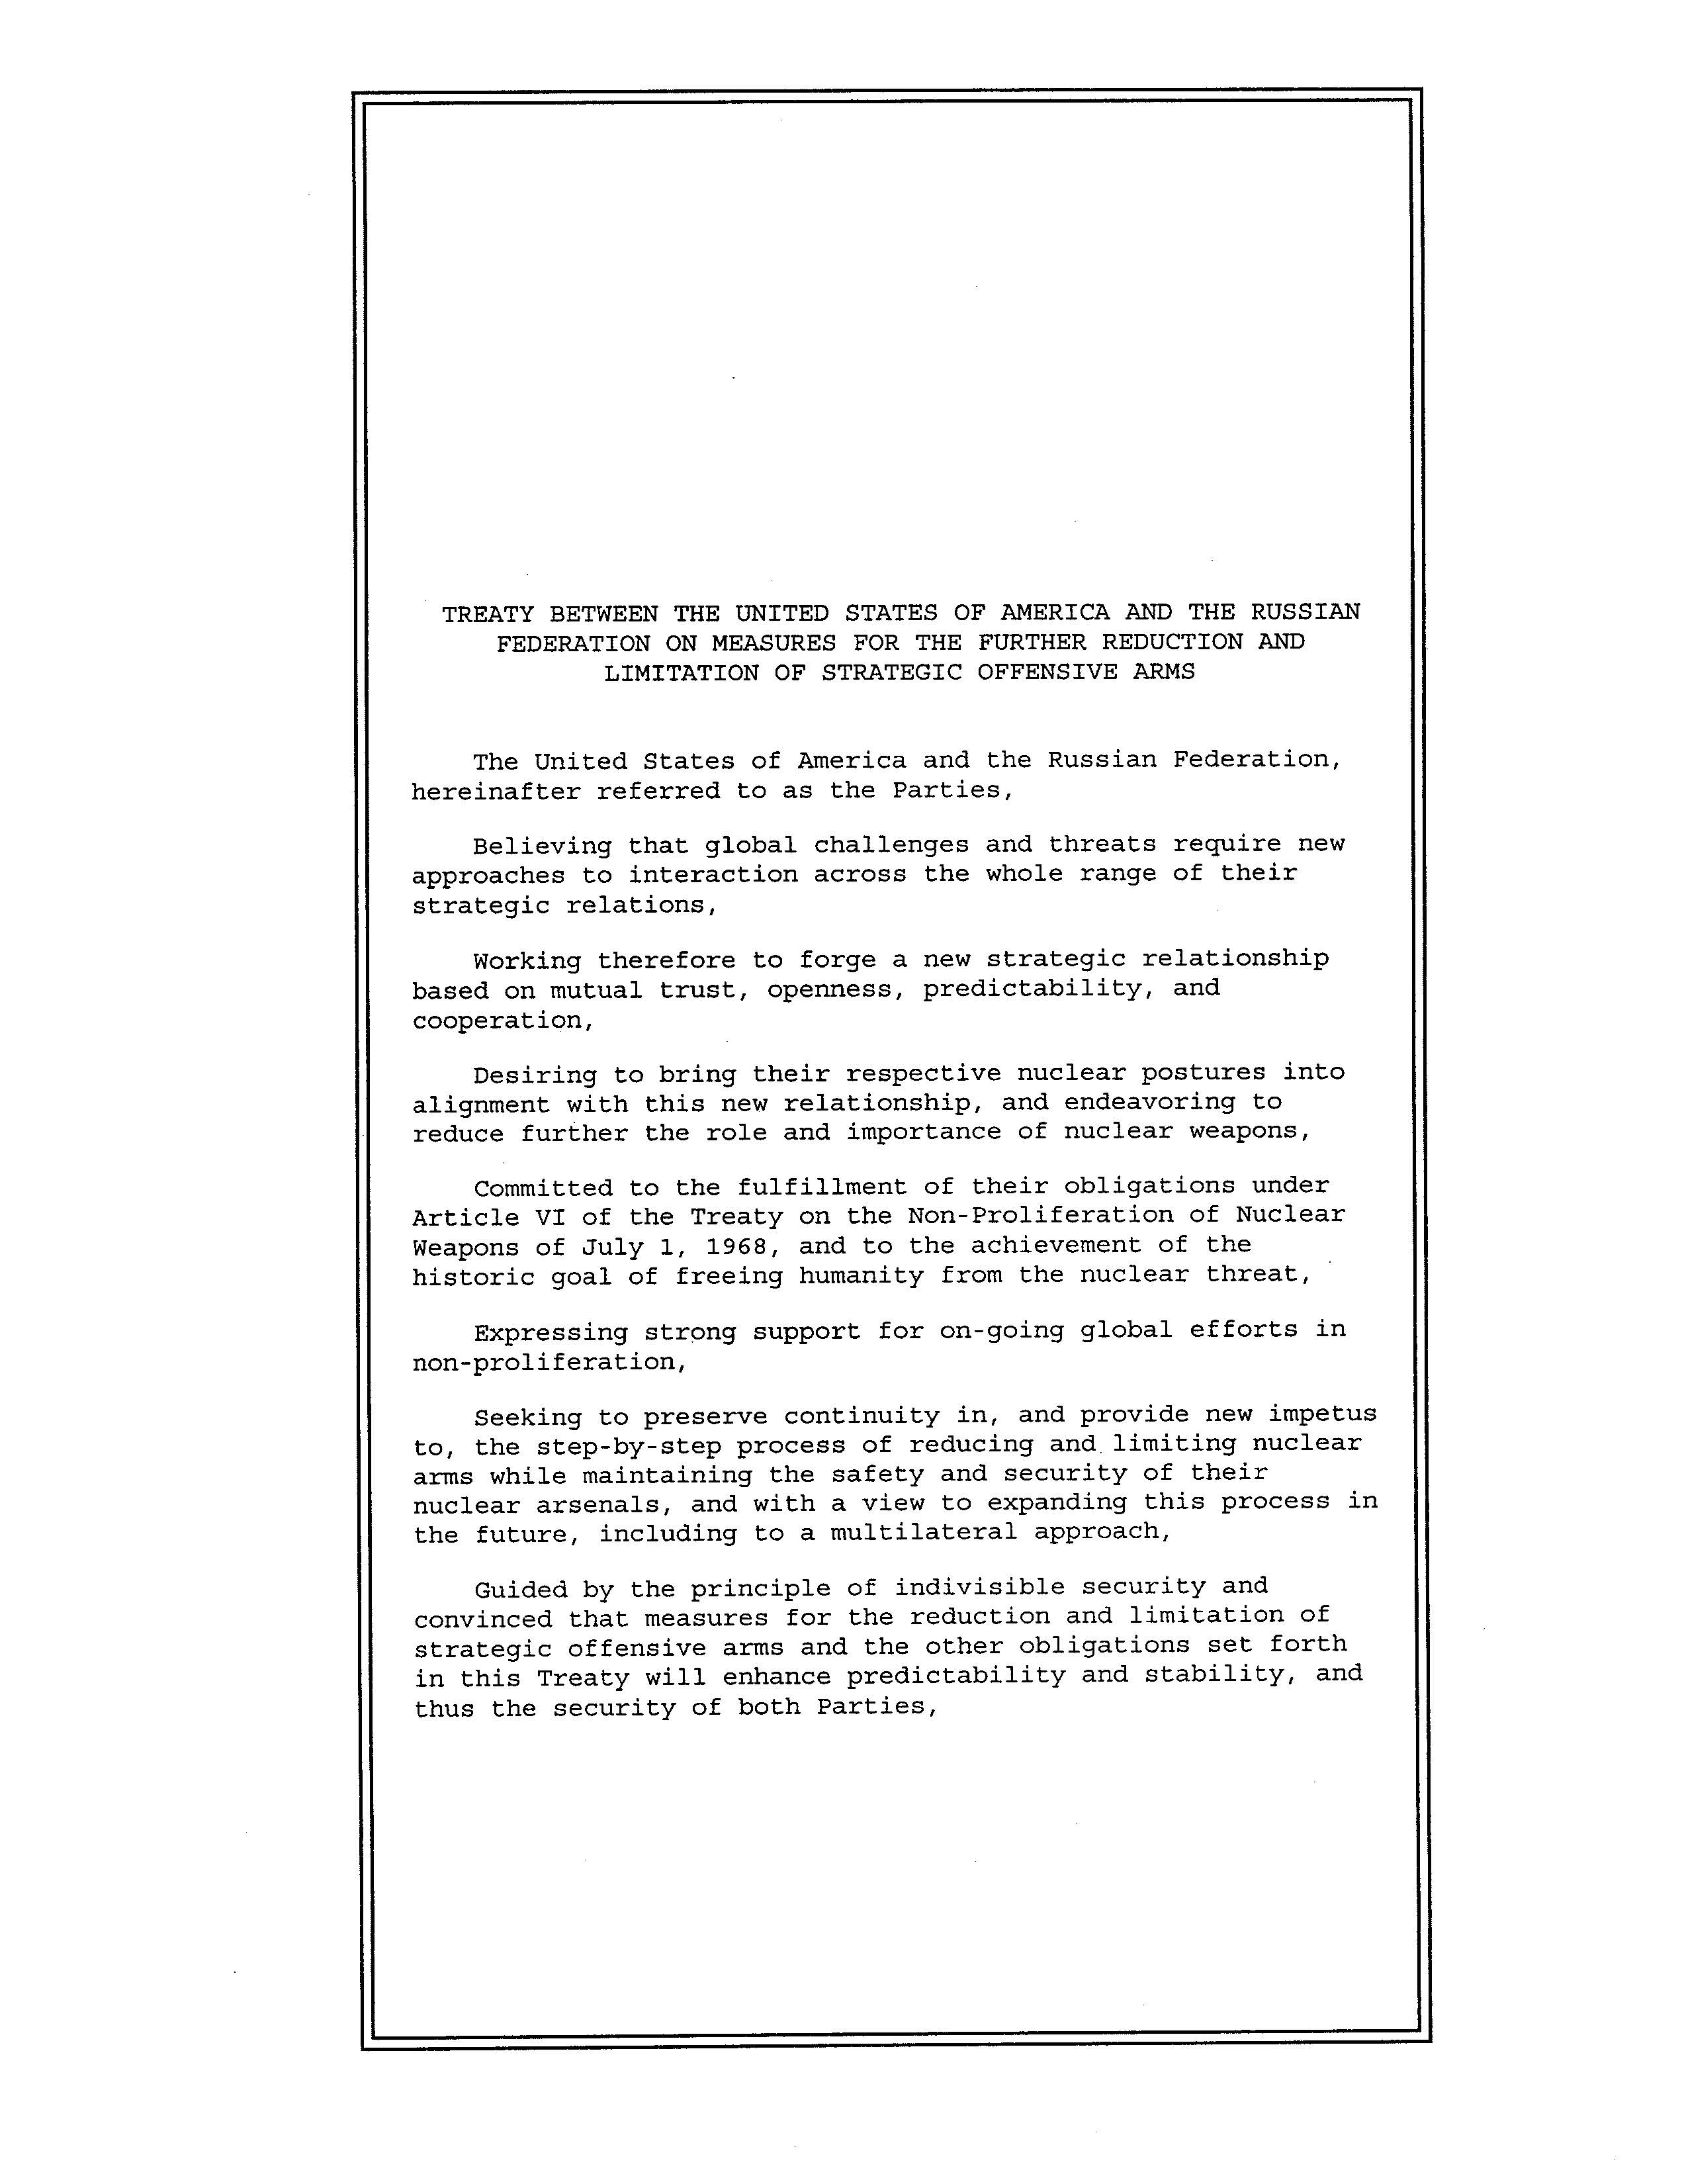 TREATY BETWEEN THE UNITED STATES OF AMERICA AND THE RUSSIAN
FEDERATION ON MEASURES FOR THE FURTHER REDUCTION AND
LIMITATION OF STRATEGIC OFFENSIVE ARMS
The United States of America and the Russian Federation,
hereinafter referred to as the Parties,
Believing that global challenges and threats require new
approaches to interaction across the whole range of their
strategic relations,
Working therefore to forge a new strategic relationship
based on mutual trust, openness, predictability, and
cooperation,
Desiring to bring their respective nuclear postures into
alignment with this new relationship, and endeavoring to
reduce further the role and importance of nuclear weapons,
Committed to the fulfillment of their obligations under
Article VI of the Treaty on the Non-Proliferation of Nuclear
Weapons of July 1, 1968, and to the achievement of the
historic goal of freeing humanity from the nuclear threat,
Expressing strong support for on-going global efforts in
non-proliferation,
Seeking to preserve continuity in, and provide new impetus
to, the step-by-step process of reducing and limiting nuclear
arms while maintaining the safety and security of their
nuclear arsenals, and with a view to expanding this process in
the future, including to a multilateral approach,
Guided by the principle of indivisible security and
convinced that measures for the reduction and limitation of
strategic offensive arms and the other obligations set forth
in this Treaty will enhance predictability and stability, and
thus the security of both Parties,